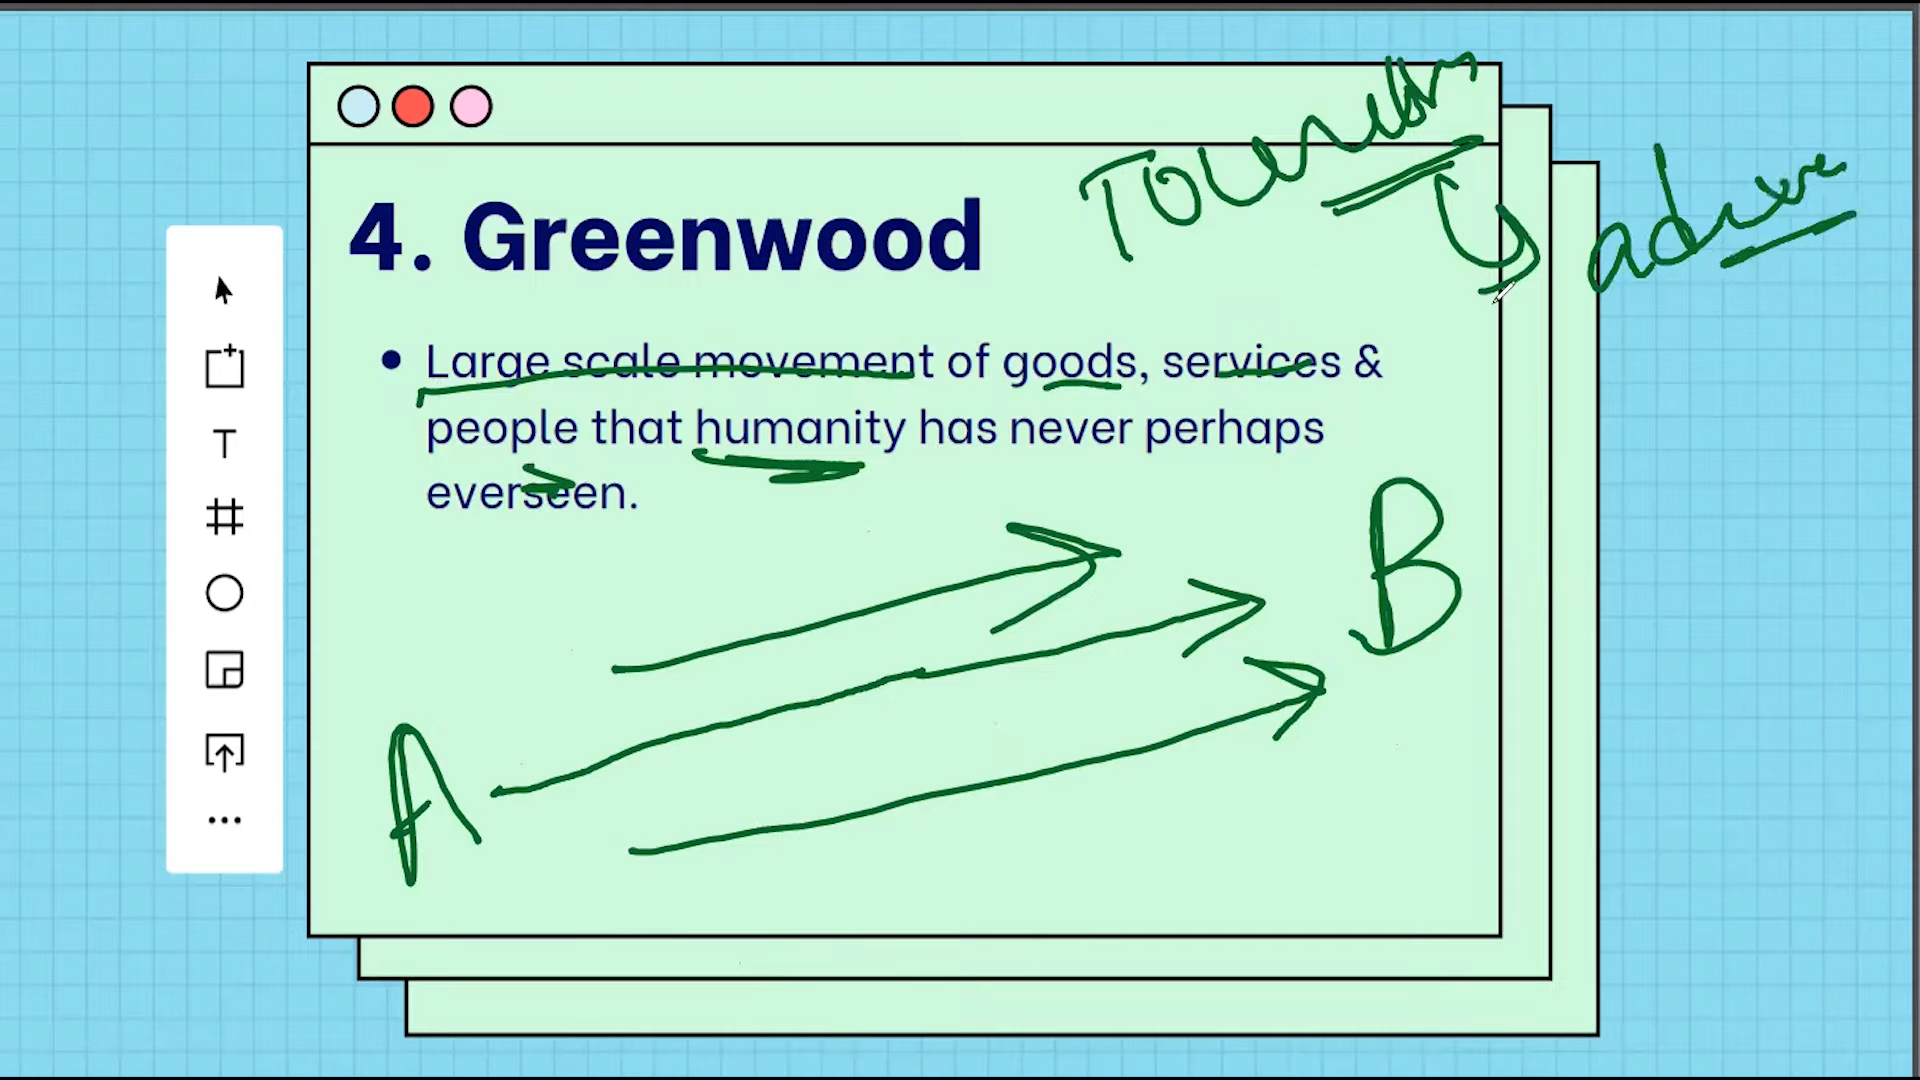 Tourism
4. Greenwood
• Large scale movement of goods, services &
people that humanity has never perhaps
everseen.
B
A